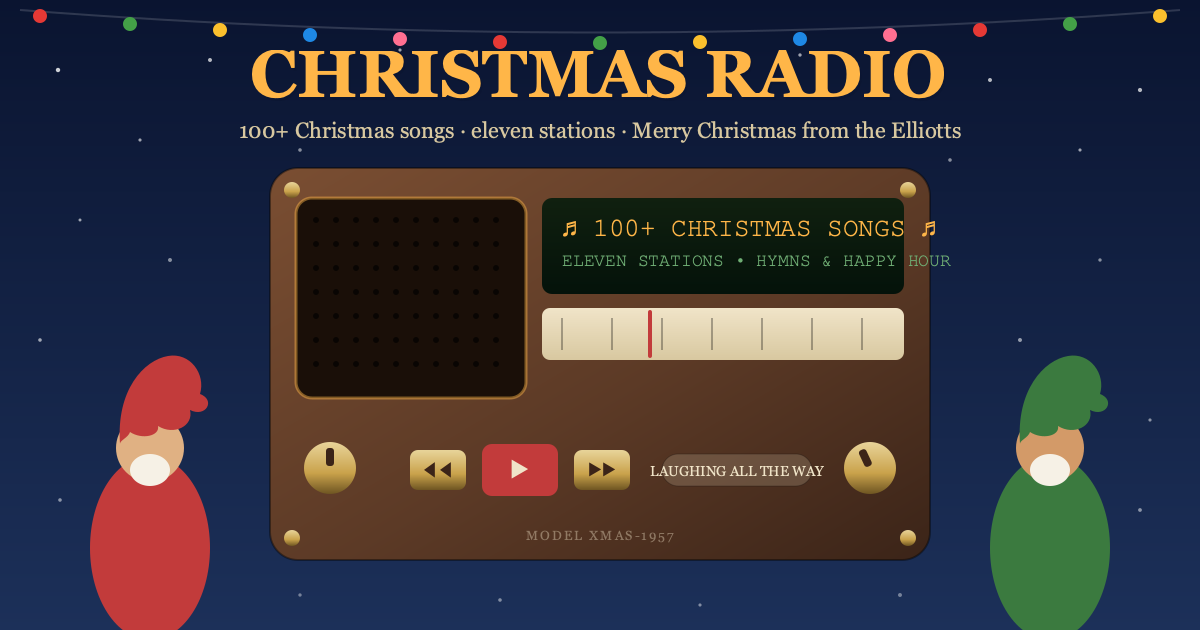 CHRISTMAS RADIO
100+ Christmas songs · eleven stations · Merry Christmas from the Elliotts
♬ 100+ CHRISTMAS SONGS ♬
ELEVEN STATIONS • HYMNS & HAPPY HOUR
LAUGHING ALL THE WAY
MODEL XMAS-1957